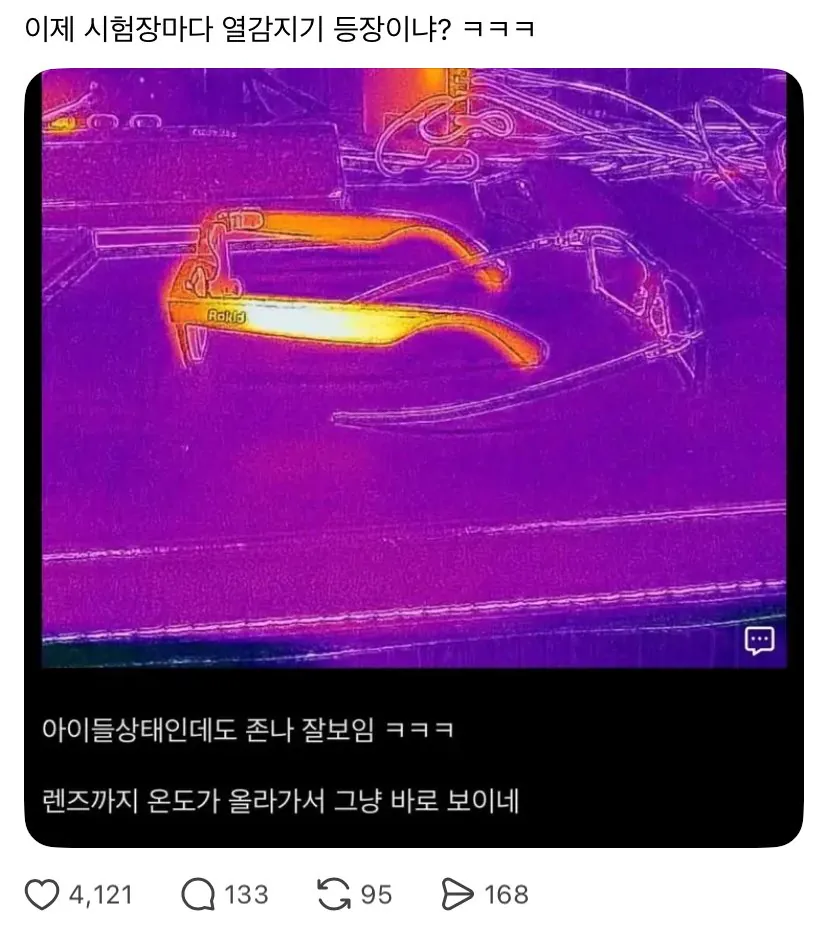 이제 시험장마다 열감지기 등장이냐? ㅋㅋㅋ
Rokid
아이들상태인데도 존나 잘보임 ㅋㅋㅋ
렌즈까지 온도가 올라가서 그냥 바로 보이네
4,121 133 95 168